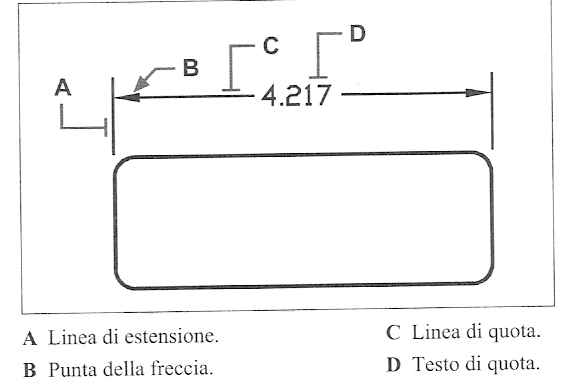 C
D
B
A
4.217
A Linea di estensione.
C Linea di quota.
B Punta della freccia.
D Testo di quota.